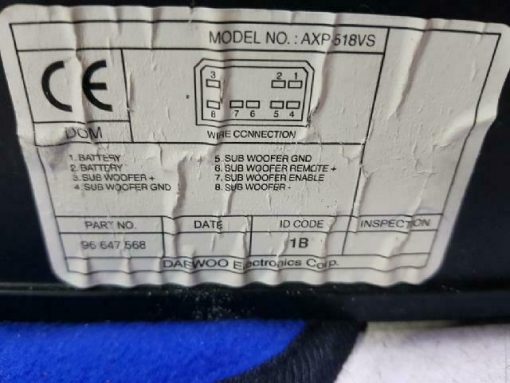 MODEL NO. : AXP-518VS
CE
3 2 1
8 7 6 5 4
DOM
WIRE CONNECTION
1. BATTERY
2. BATTERY
3. SUB WOOFER +
4. SUB WOOFER GND
5. SUB WOOFER GND
6. SUB WOOFER REMOTE +
7. SUB WOOFER ENABLE
8. SUB WOOFER -
PART NO. DATE ID CODE INSPECTION
96 647 568 1B
DAEWOO Electronics Corp.